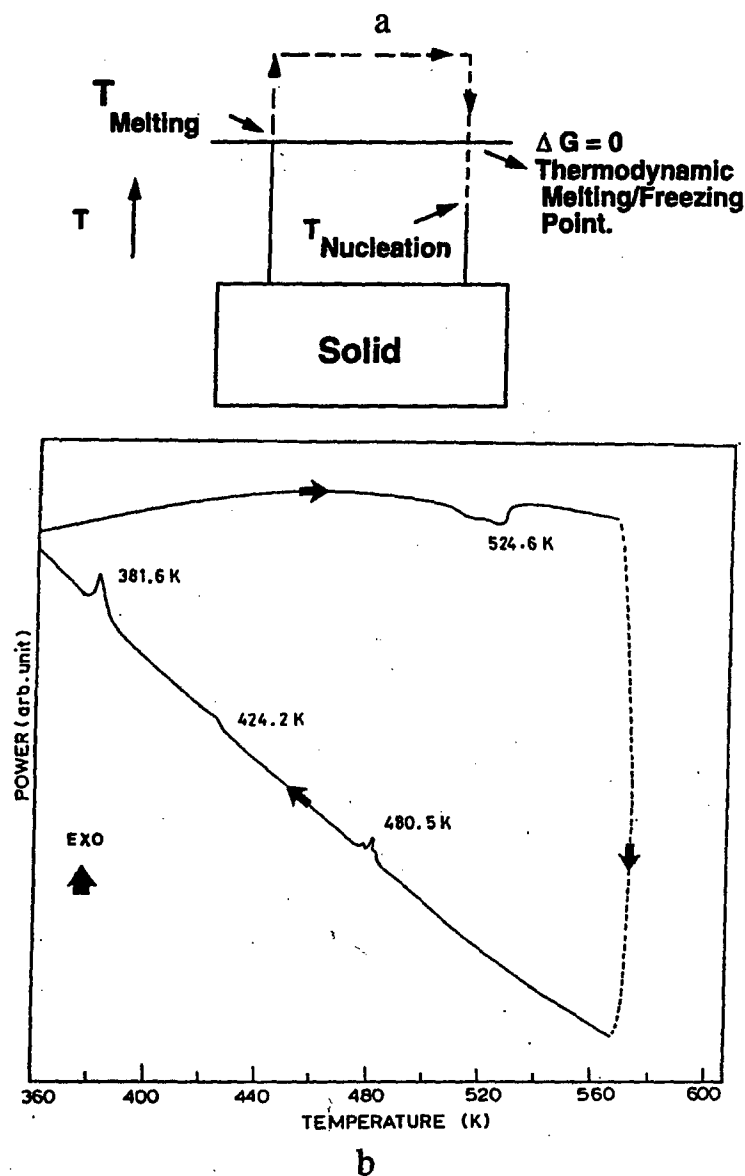 a
T
Melting
Δ G = 0
Thermodynamic
Melting/Freezing
Point.
T
T
Nucleation
Solid
524.6 K
381.6 K
424.2 K
480.5 K
POWER (arb. unit)
EXO
360 400 440 480 520 560 600
TEMPERATURE (K)
b